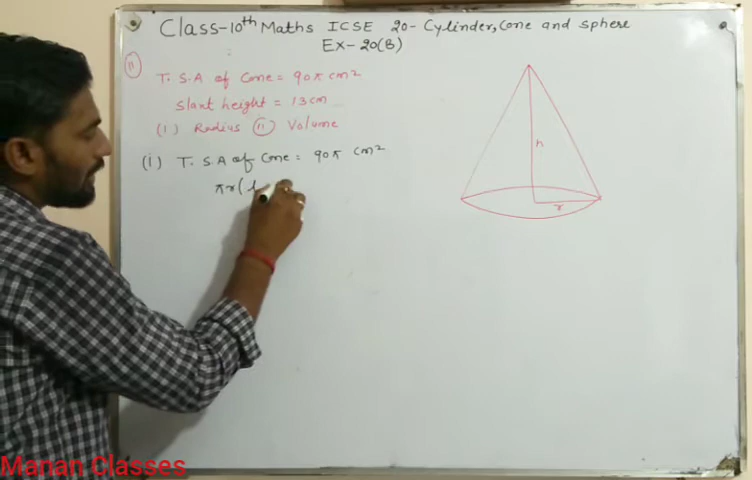 Class-10th Maths ICSE 20- Cylinder, Cone and sphere
Ex- 20(B)
11
T. S.A of Cone = 90π cm²
slant height = 13 cm
(i) Radius (ii) Volume
(i) T. S.A of Cone = 90π cm²
πr(l
h
r
Manan Classes